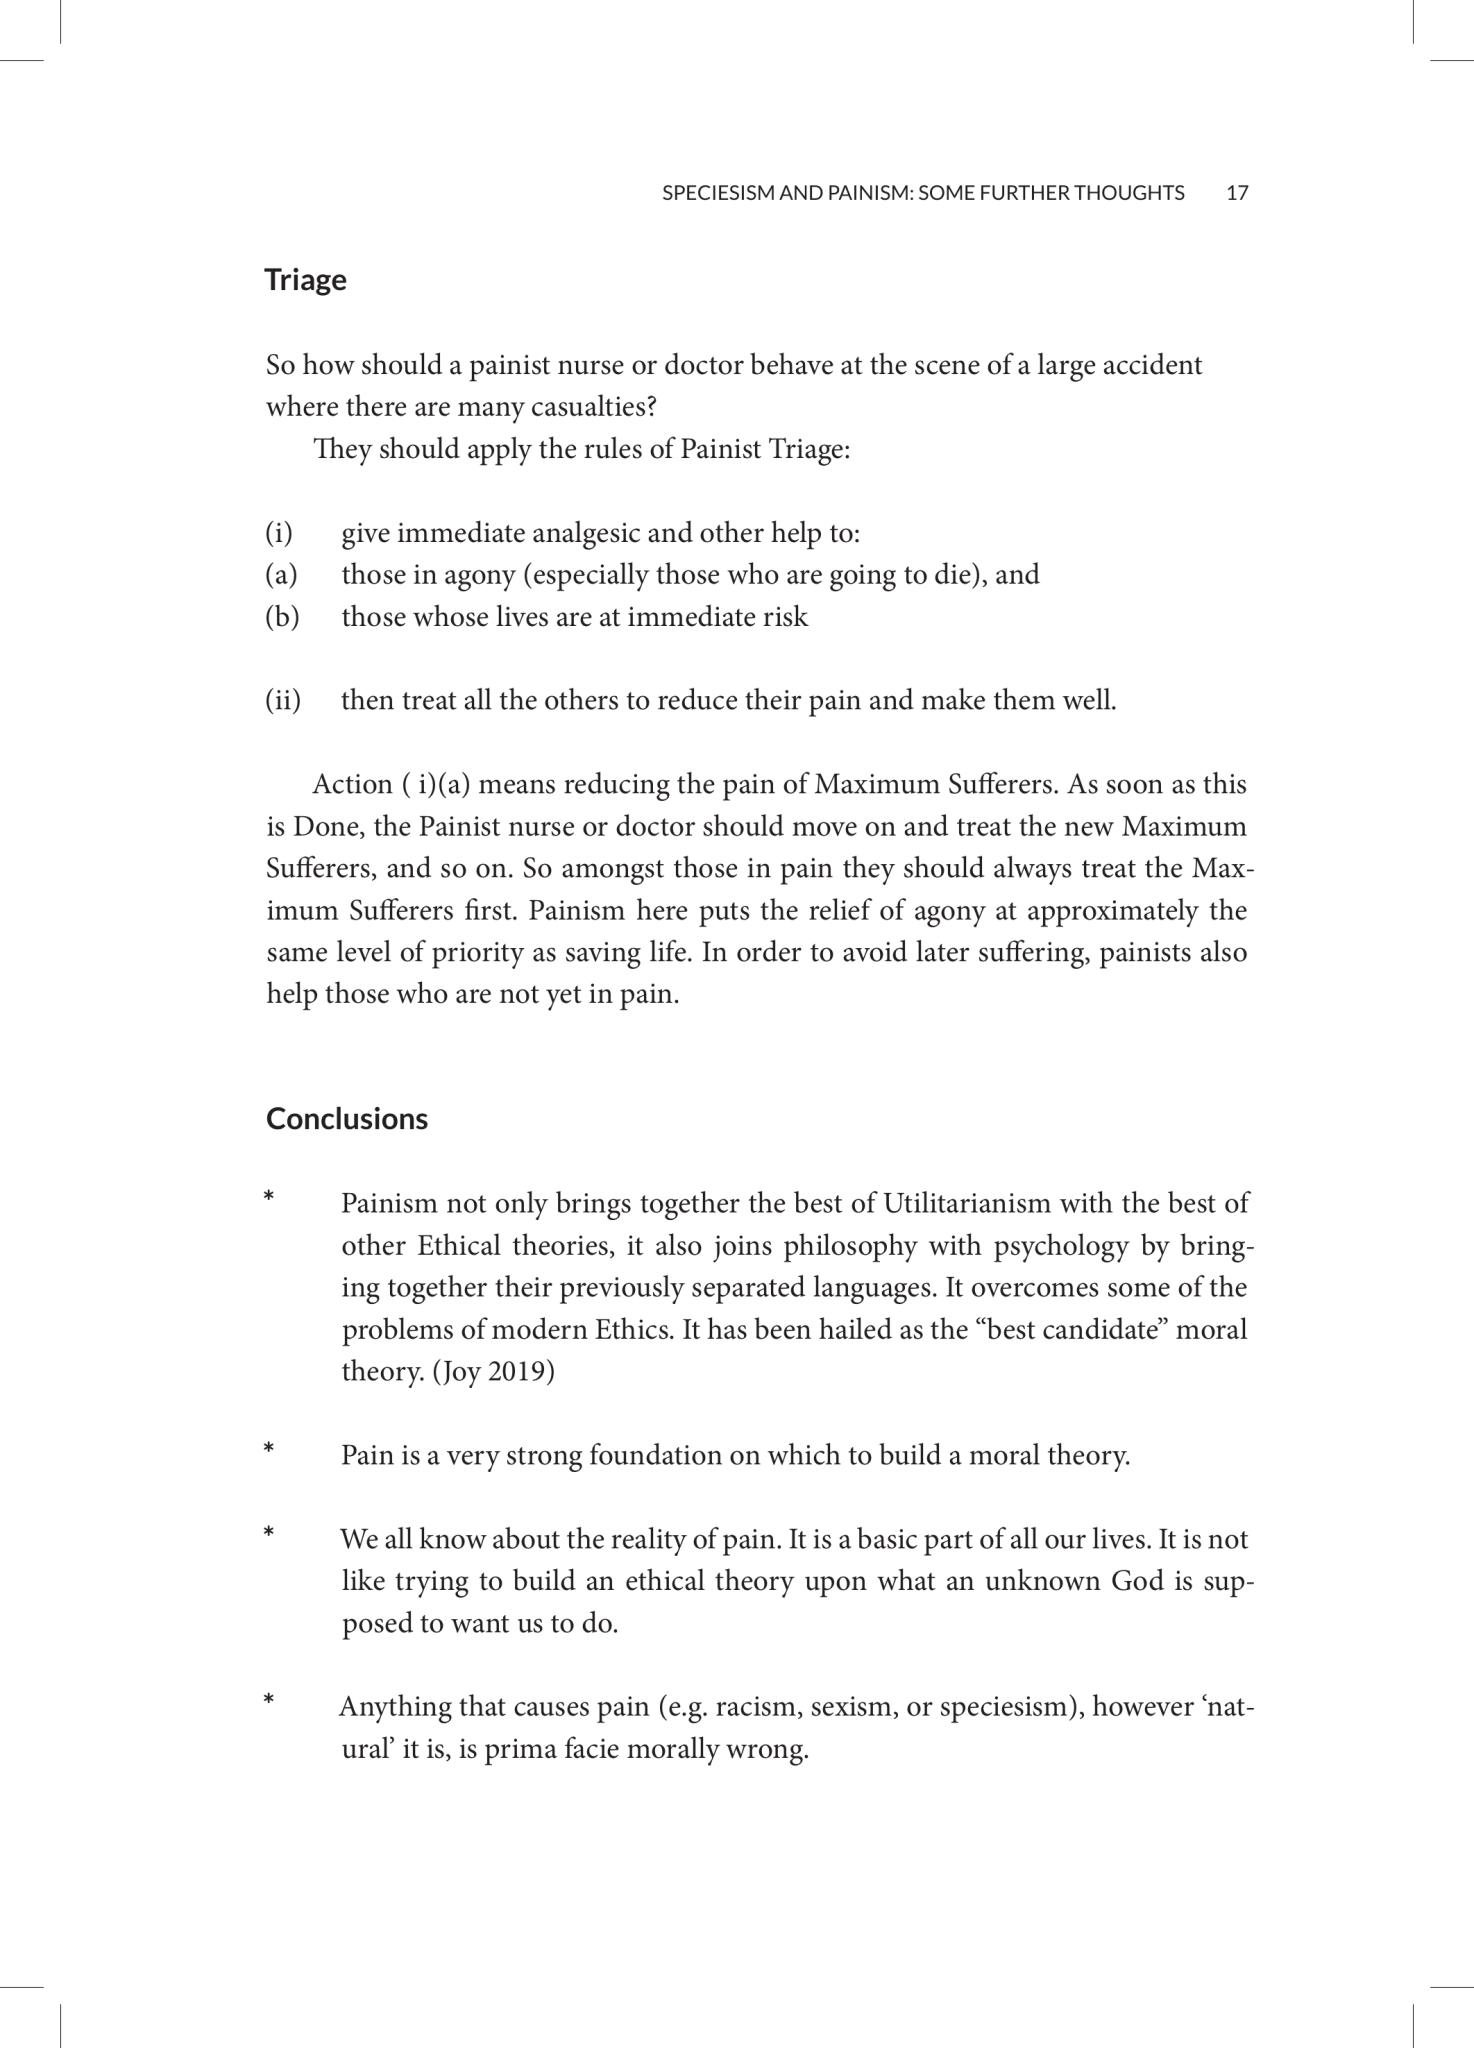 SPECIESISM AND PAINISM: SOME FURTHER THOUGHTS 17
Triage
So how should a painist nurse or doctor behave at the scene of a large accident
where there are many casualties?
They should apply the rules of Painist Triage:
(i) give immediate analgesic and other help to:
(a) those in agony (especially those who are going to die), and
(b) those whose lives are at immediate risk
(ii) then treat all the others to reduce their pain and make them well.
Action ( i)(a) means reducing the pain of Maximum Sufferers. As soon as this
is Done, the Painist nurse or doctor should move on and treat the new Maximum
Sufferers, and so on. So amongst those in pain they should always treat the Max-
imum Sufferers first. Painism here puts the relief of agony at approximately the
same level of priority as saving life. In order to avoid later suffering, painists also
help those who are not yet in pain.
Conclusions
* Painism not only brings together the best of Utilitarianism with the best of
other Ethical theories, it also joins philosophy with psychology by bring-
ing together their previously separated languages. It overcomes some of the
problems of modern Ethics. It has been hailed as the “best candidate” moral
theory. (Joy 2019)
* Pain is a very strong foundation on which to build a moral theory.
* We all know about the reality of pain. It is a basic part of all our lives. It is not
like trying to build an ethical theory upon what an unknown God is sup-
posed to want us to do.
* Anything that causes pain (e.g. racism, sexism, or speciesism), however ‘nat-
ural’ it is, is prima facie morally wrong.